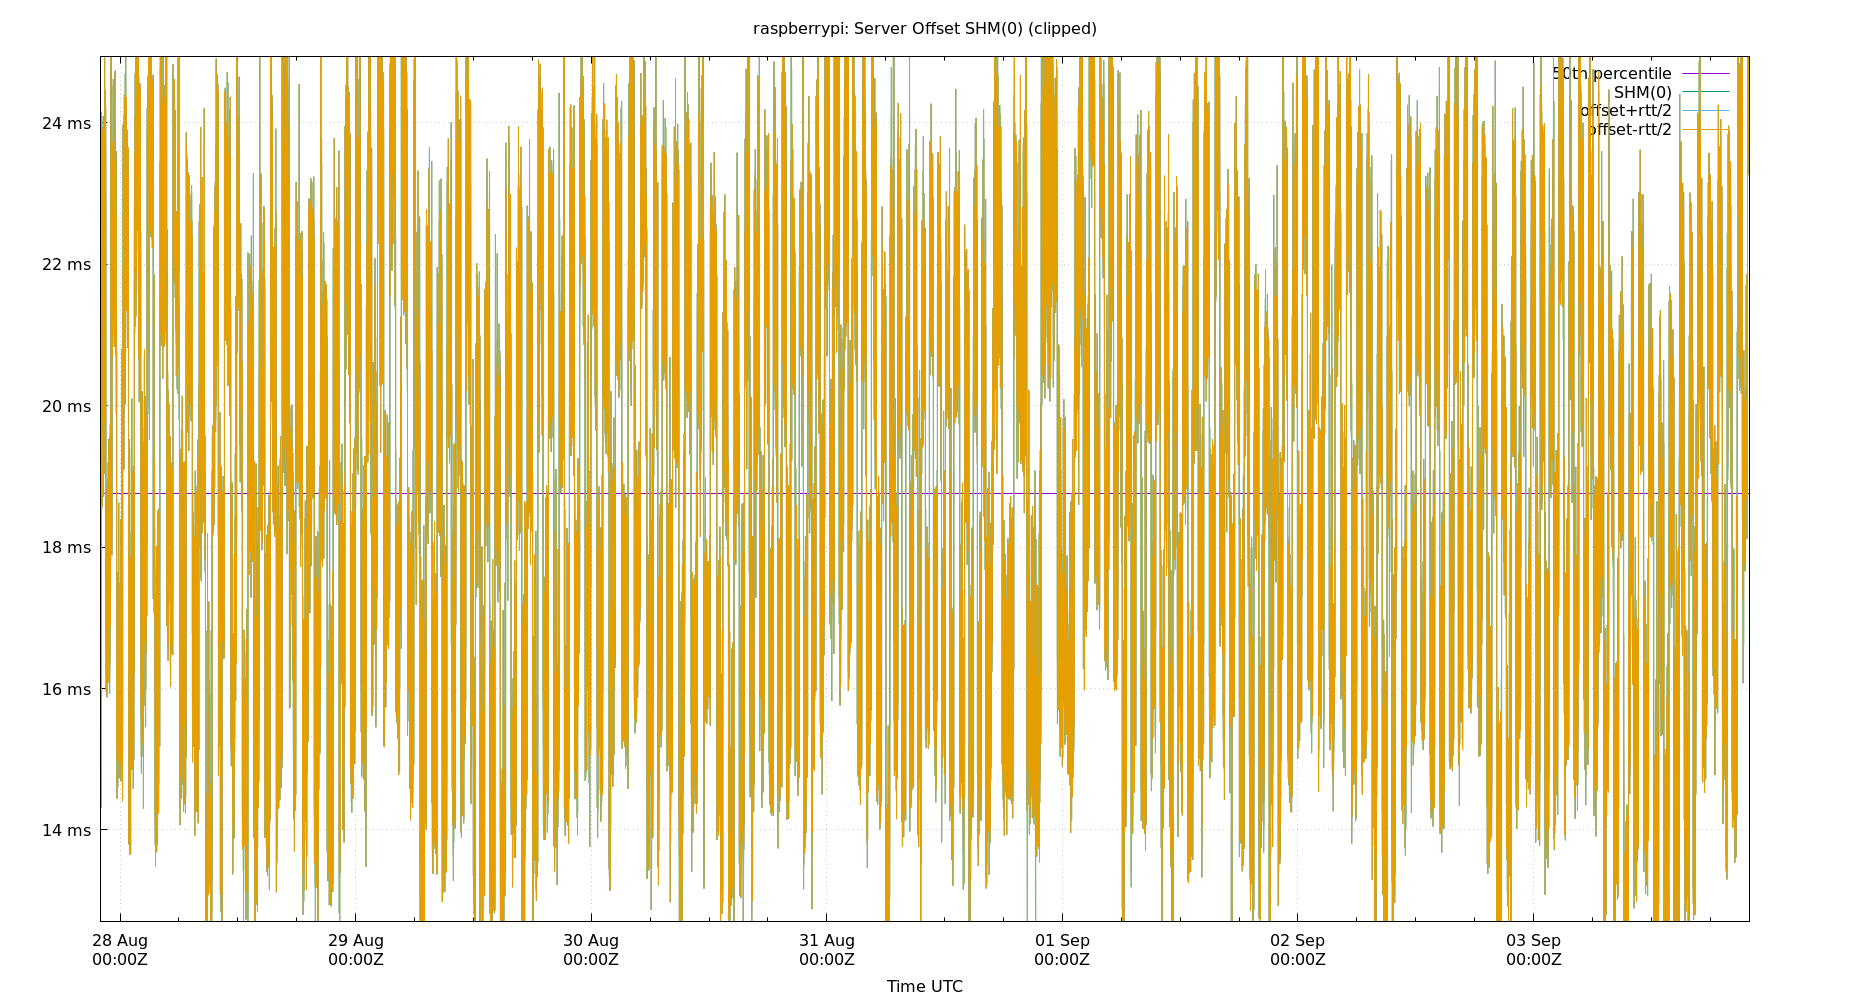 raspberrypi: Server Offset SHM(0) (clipped)
50th percentile
SHM(0)
offset+rtt/2
offset-rtt/2
24 ms
22 ms
20 ms
18 ms
16 ms
14 ms
28 Aug 29 Aug 30 Aug 31 Aug 01 Sep 02 Sep 03 Sep
00:00Z 00:00Z 00:00Z 00:00Z 00:00Z 00:00Z 00:00Z
Time UTC